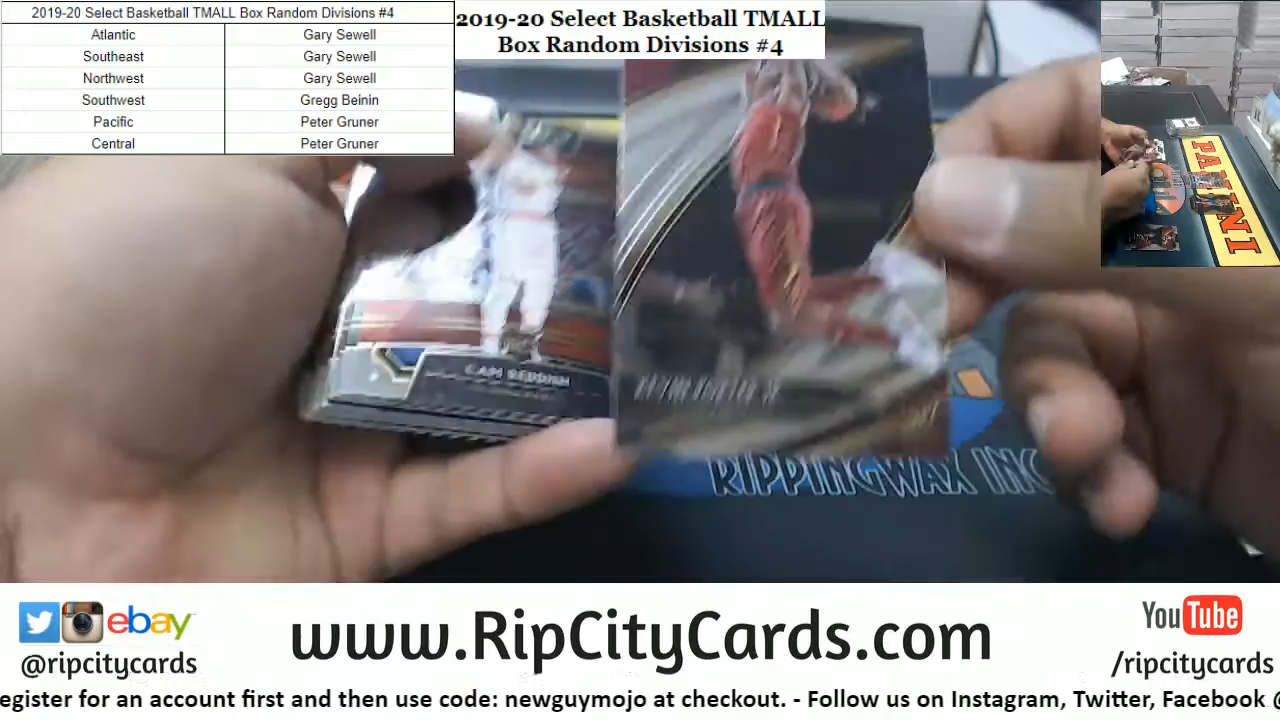 2019-20 Select Basketball TMALL Box Random Divisions #4
Atlantic Gary Sewell
Southeast Gary Sewell
Northwest Gary Sewell
Southwest Gregg Beinin
Pacific Peter Gruner
Central Peter Gruner
2019-20 Select Basketball TMALL
Box Random Divisions #4
PANINI
CAM REDDISH
RIPPINGWAX INC
ebay
@ripcitycards
www.RipCityCards.com
YouTube
/ripcitycards
egister for an account first and then use code: newguymojo at checkout. - Follow us on Instagram, Twitter, Facebook @